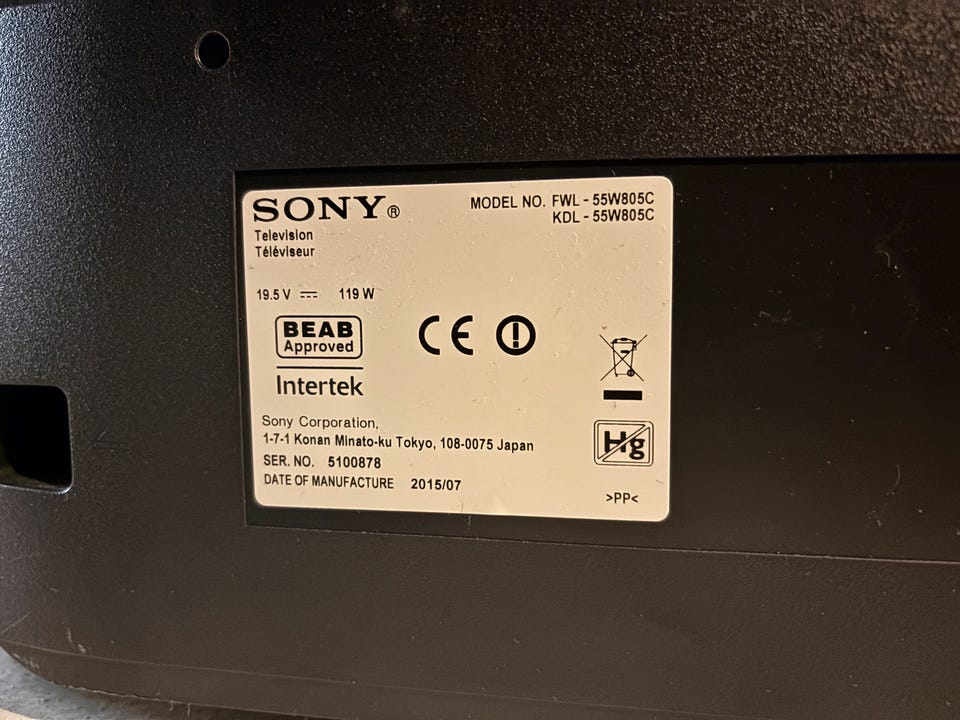 SONY®
MODEL NO. FWL - 55W805C
KDL - 55W805C
Television
Téléviseur
19.5 V ⎓ 119 W
BEAB
Approved
Intertek
CE
Sony Corporation,
1-7-1 Konan Minato-ku Tokyo, 108-0075 Japan
SER. NO. 5100878
DATE OF MANUFACTURE 2015/07
Hg
>PP<